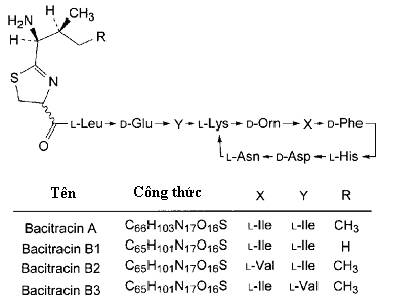 H CH₃
H₂N
H R
S N
O
L-Leu → D-Glu → Y → L-Lys → D-Orn → X → D-Phe
L-Asn ← D-Asp ← L-His
Tên Công thức X Y R
Bacitracin A C₆₆H₁₀₃N₁₇O₁₆S L-Ile L-Ile CH₃
Bacitracin B1 C₆₅H₁₀₁N₁₇O₁₆S L-Ile L-Ile H
Bacitracin B2 C₆₅H₁₀₁N₁₇O₁₆S L-Val L-Ile CH₃
Bacitracin B3 C₆₅H₁₀₁N₁₇O₁₆S L-Ile L-Val CH₃